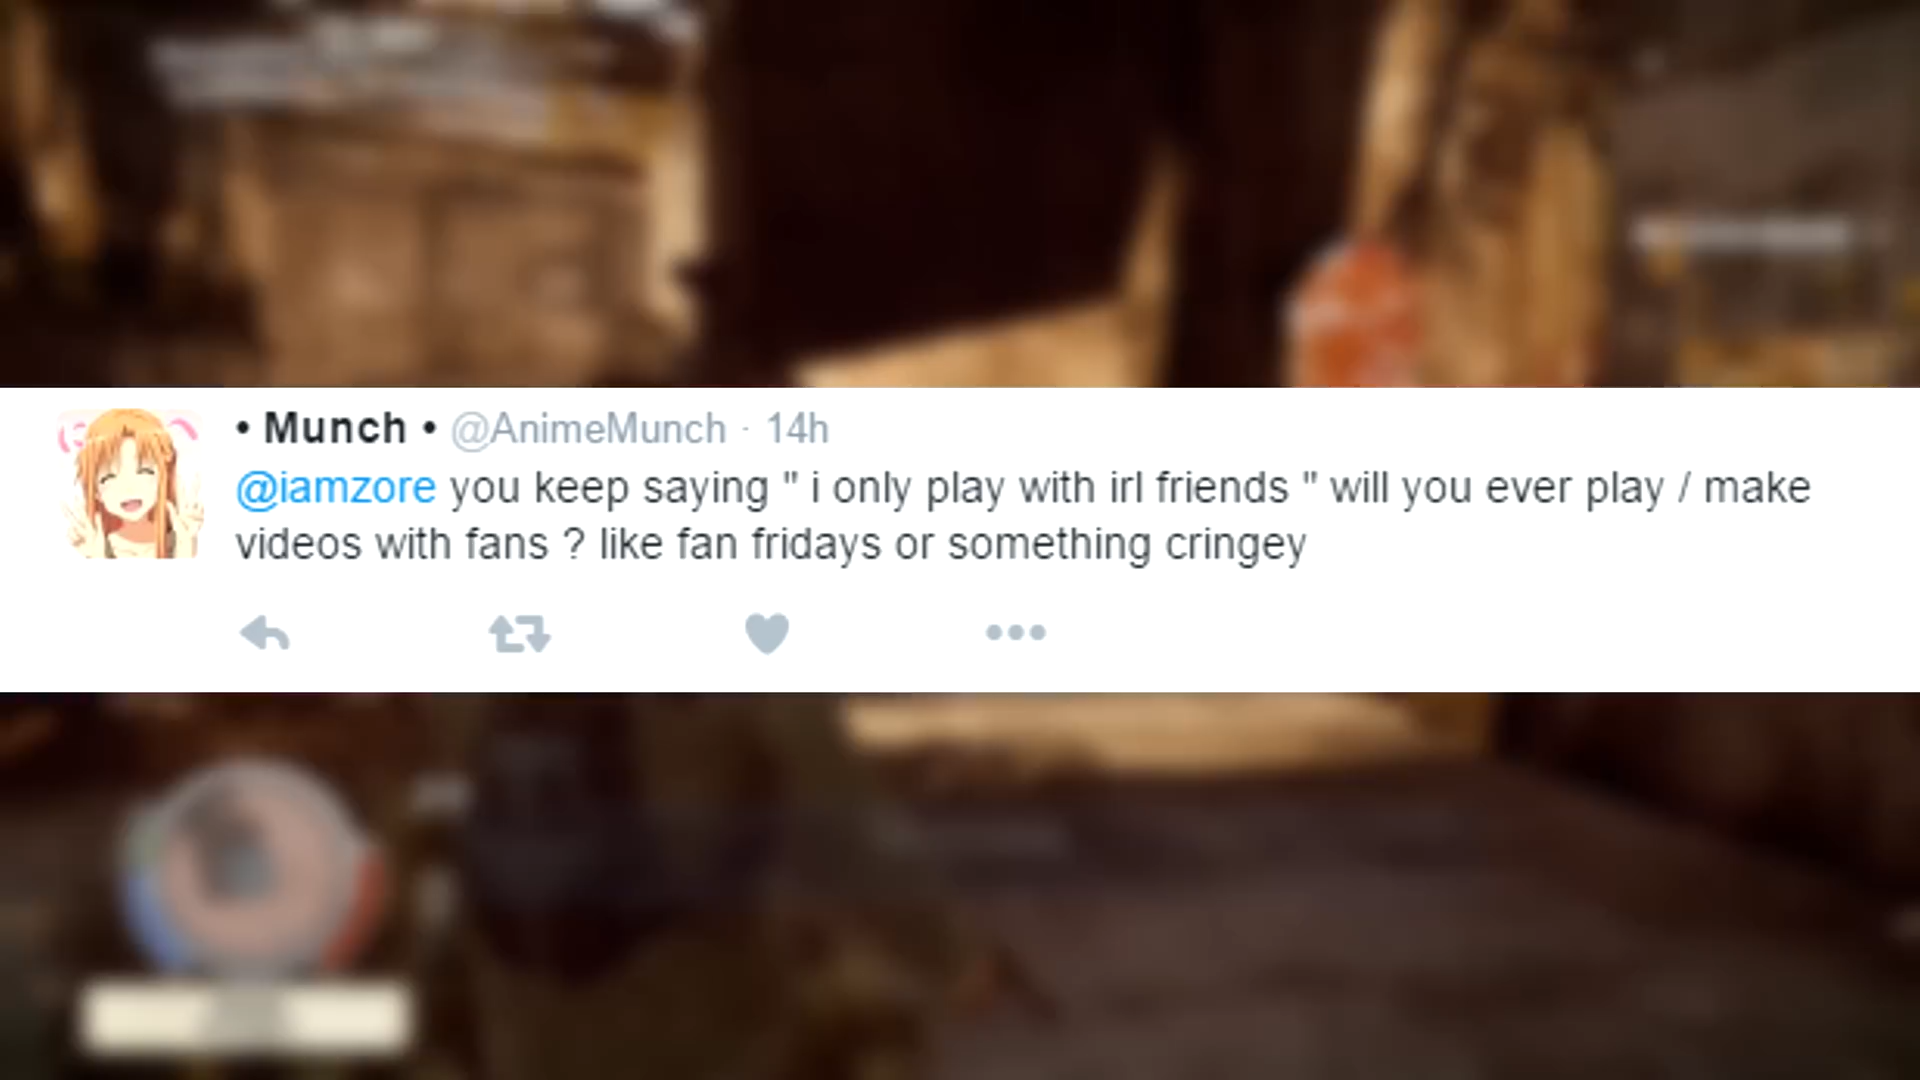 • Munch • @AnimeMunch · 14h
@iamzore you keep saying " i only play with irl friends " will you ever play / make
videos with fans ? like fan fridays or something cringey